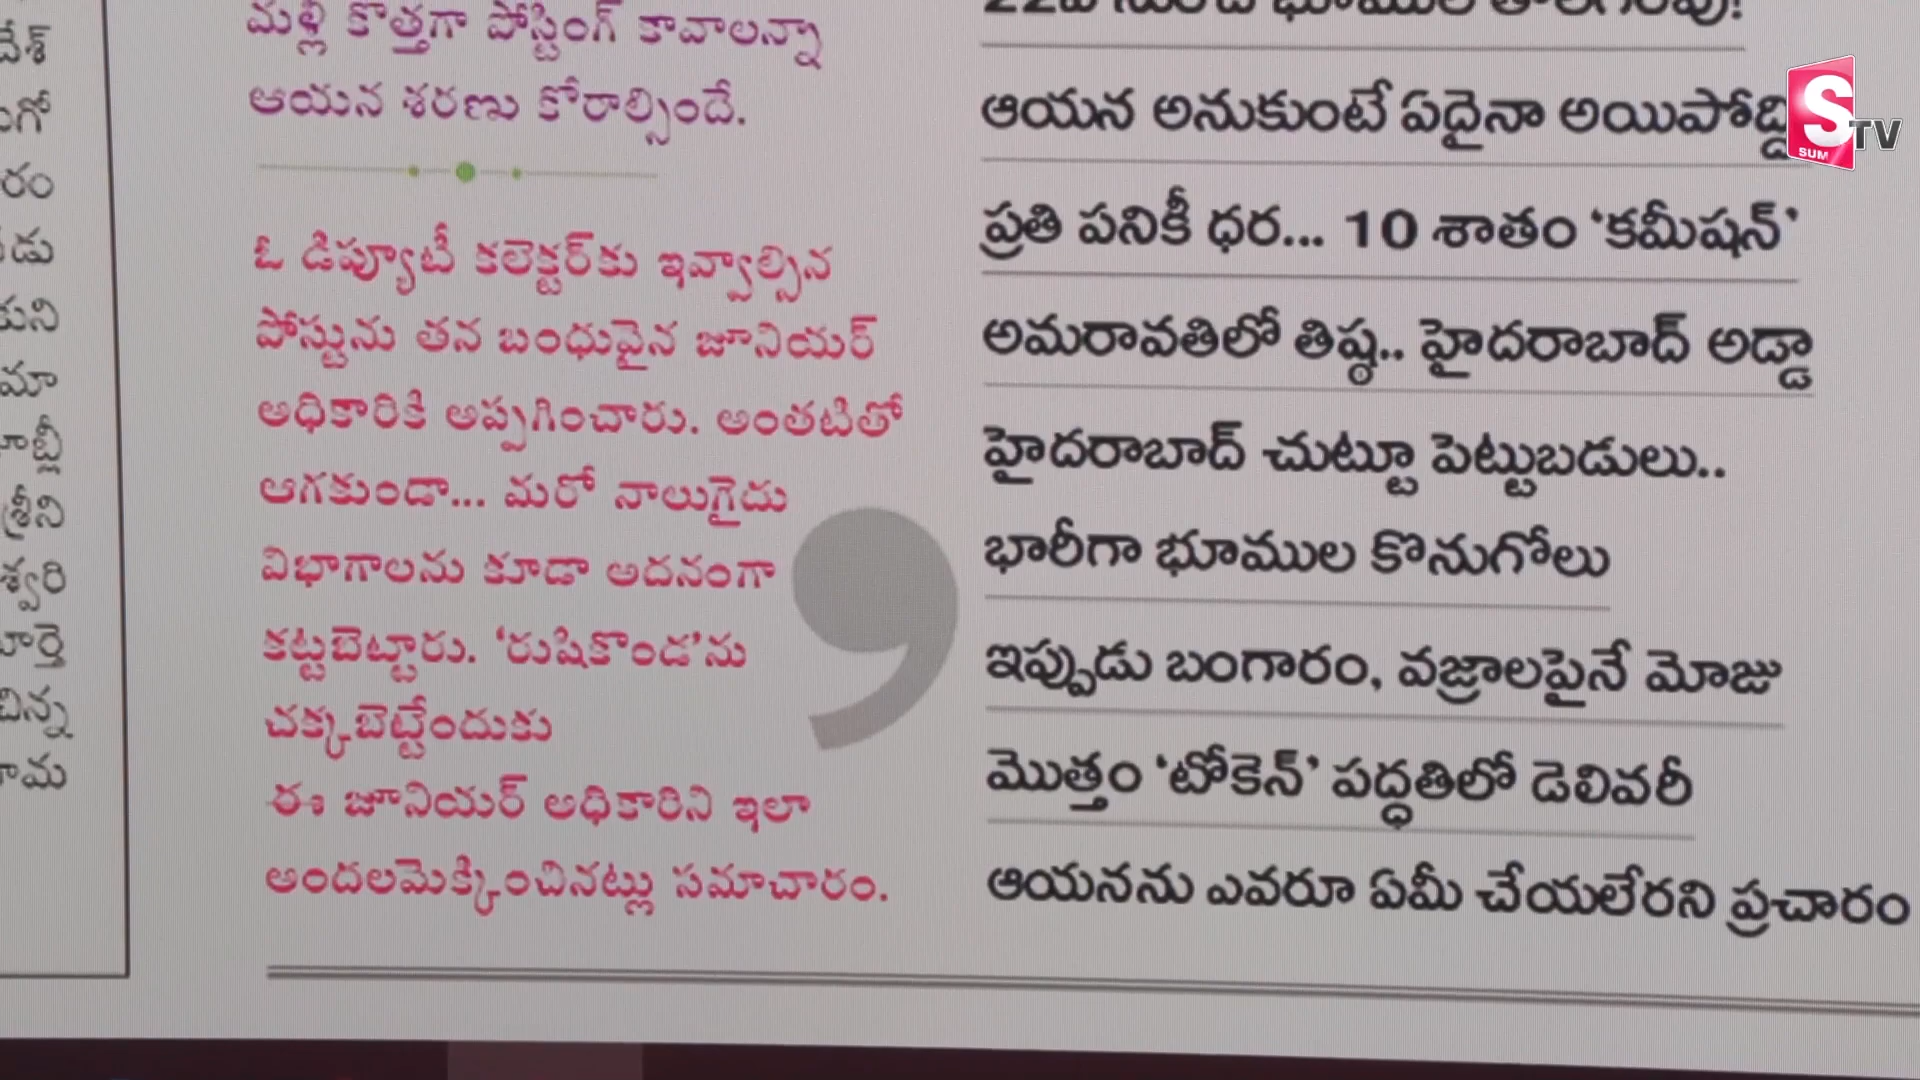 మళ్లీ కొత్తగా పోస్టింగ్ కావాలన్నా
ఆయన శరణు కోరాల్సిందే.
ఓ డిప్యూటీ కలెక్టర్‌కు ఇవ్వాల్సిన
పోస్టును తన బంధువైన జూనియర్
అధికారికి అప్పగించారు. అంతటితో
ఆగకుండా... మరో నాలుగైదు
విభాగాలను కూడా అదనంగా
కట్టబెట్టారు. ‘రుషికొండ’ను
చక్కబెట్టేందుకు
ఈ జూనియర్ అధికారిని ఇలా
అందలమెక్కించినట్లు సమాచారం.
ఆయన అనుకుంటే ఏదైనా అయిపోద్ది
ప్రతి పనికీ ధర... 10 శాతం ‘కమీషన్’
అమరావతిలో తిష్ఠ.. హైదరాబాద్ అడ్డా
హైదరాబాద్ చుట్టూ పెట్టుబడులు..
భారీగా భూముల కొనుగోలు
ఇప్పుడు బంగారం, వజ్రాలపైనే మోజు
మొత్తం ‘టోకెన్’ పద్ధతిలో డెలివరీ
ఆయనను ఎవరూ ఏమీ చేయలేరని ప్రచారం
S TV
SUM